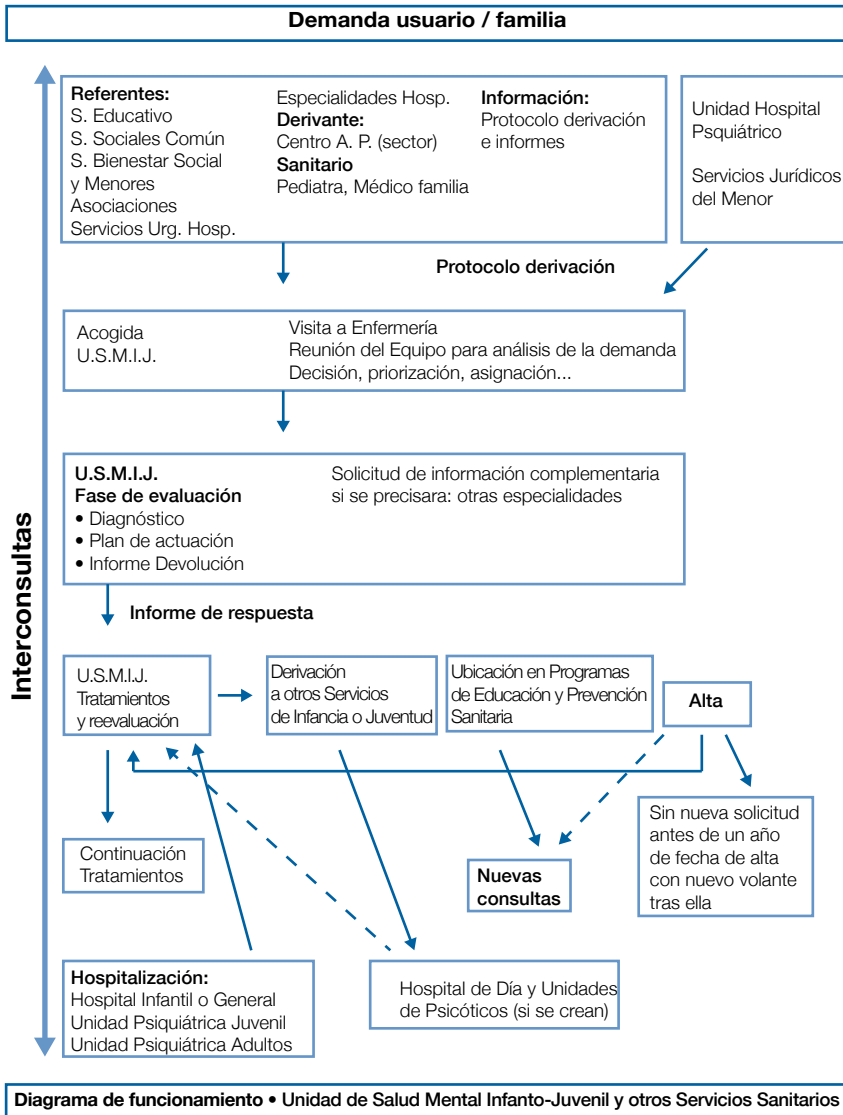 Demanda usuario / familia
Referentes:
S. Educativo
S. Sociales Común
S. Bienestar Social
y Menores
Asociaciones
Servicios Urg. Hosp.
Especialidades Hosp.
Derivante:
Centro A. P. (sector)
Sanitario
Pediatra, Médico familia
Información:
Protocolo derivación
e informes
Unidad Hospital
Psquiátrico
Servicios Jurídicos
del Menor
Protocolo derivación
Acogida
U.S.M.I.J.
Visita a Enfermería
Reunión del Equipo para análisis de la demanda
Decisión, priorización, asignación...
U.S.M.I.J.
Fase de evaluación
• Diagnóstico
• Plan de actuación
• Informe Devolución
Solicitud de información complementaria
si se precisara: otras especialidades
Interconsultas
Informe de respuesta
U.S.M.I.J.
Tratamientos
y reevaluación
Derivación
a otros Servicios
de Infancia o Juventud
Ubicación en Programas
de Educación y Prevención
Sanitaria
Alta
Continuación
Tratamientos
Nuevas
consultas
Sin nueva solicitud
antes de un año
de fecha de alta
con nuevo volante
tras ella
Hospitalización:
Hospital Infantil o General
Unidad Psiquiátrica Juvenil
Unidad Psiquiátrica Adultos
Hospital de Día y Unidades
de Psicóticos (si se crean)
Diagrama de funcionamiento • Unidad de Salud Mental Infanto-Juvenil y otros Servicios Sanitarios